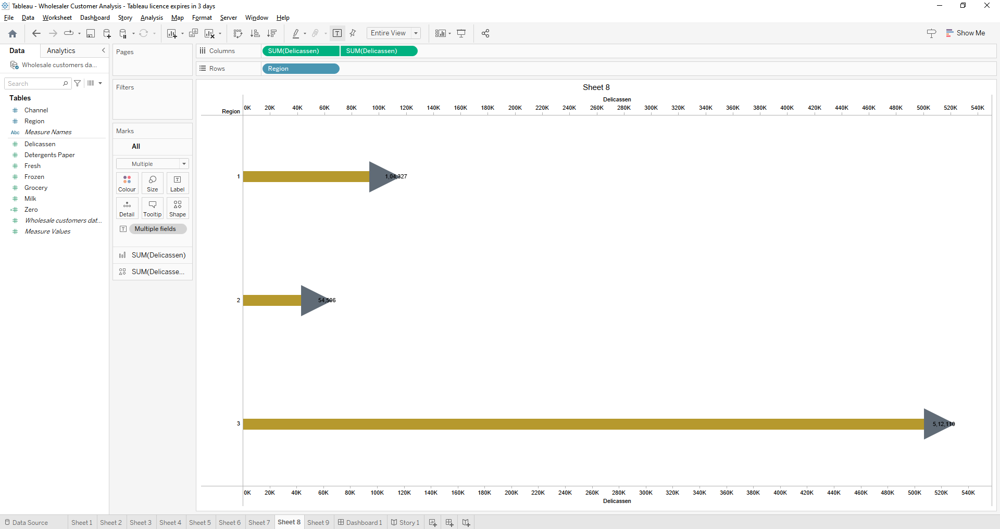 Tableau - Wholesaler Customer Analysis - Tableau licence expires in 3 days
File Data Worksheet Dashboard Story Analysis Map Format Server Window Help
Entire View
Show Me
Data Analytics
Wholesale customers da...
Search
Tables
Channel
Region
Abc Measure Names
Delicassen
Detergents Paper
Fresh
Frozen
Grocery
Milk
Zero
Wholesale customers dat...
Measure Values
Pages
Filters
Marks
All
Multiple
Colour Size Label
Detail Tooltip Shape
Multiple fields
SUM(Delicassen)
SUM(Delicasse...
Columns SUM(Delicassen) SUM(Delicassen)
Rows Region
Sheet 8
Delicassen
Region 0K 20K 40K 60K 80K 100K 120K 140K 160K 180K 200K 220K 240K 260K 280K 300K 320K 340K 360K 380K 400K 420K 440K 460K 480K 500K 520K 540K
1 1,04,327
2 54,506
3 5,12,110
0K 20K 40K 60K 80K 100K 120K 140K 160K 180K 200K 220K 240K 260K 280K 300K 320K 340K 360K 380K 400K 420K 440K 460K 480K 500K 520K 540K
Delicassen
Data Source Sheet 1 Sheet 2 Sheet 3 Sheet 4 Sheet 5 Sheet 6 Sheet 7 Sheet 8 Sheet 9 Dashboard 1 Story 1